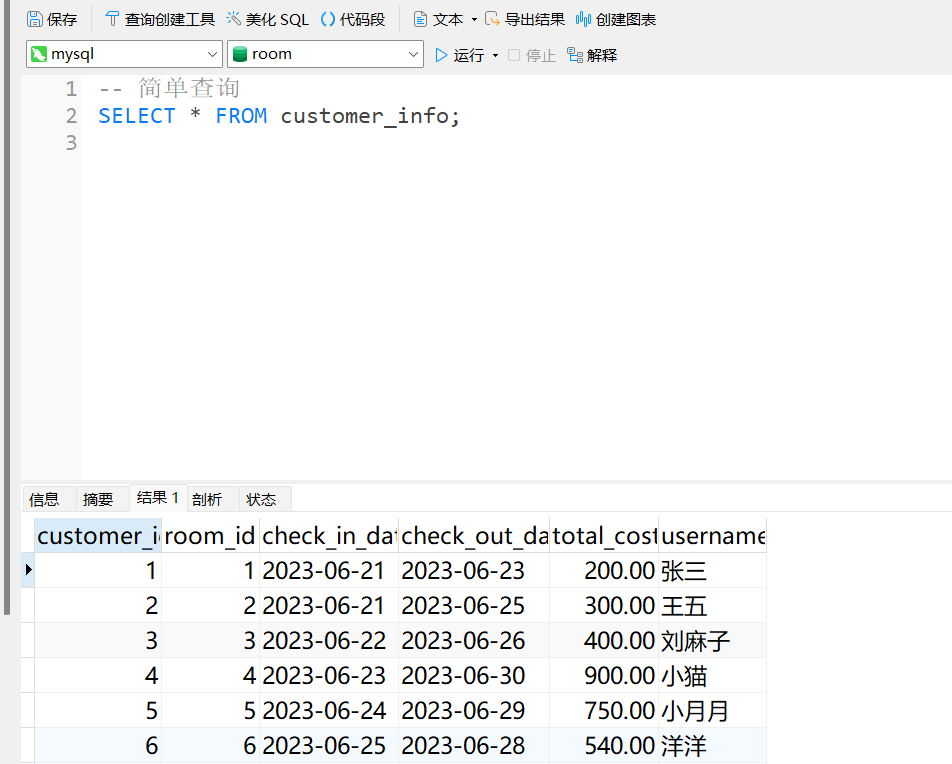 保存 查询创建工具 美化 SQL () 代码段 文本 导出结果 创建图表
mysql room 运行 停止 解释
1 -- 简单查询
2 SELECT * FROM customer_info;
3
信息 摘要 结果 1 剖析 状态
customer_i room_id check_in_dat check_out_da total_cost username
1 1 2023-06-21 2023-06-23 200.00 张三
2 2 2023-06-21 2023-06-25 300.00 王五
3 3 2023-06-22 2023-06-26 400.00 刘麻子
4 4 2023-06-23 2023-06-30 900.00 小猫
5 5 2023-06-24 2023-06-29 750.00 小月月
6 6 2023-06-25 2023-06-28 540.00 洋洋